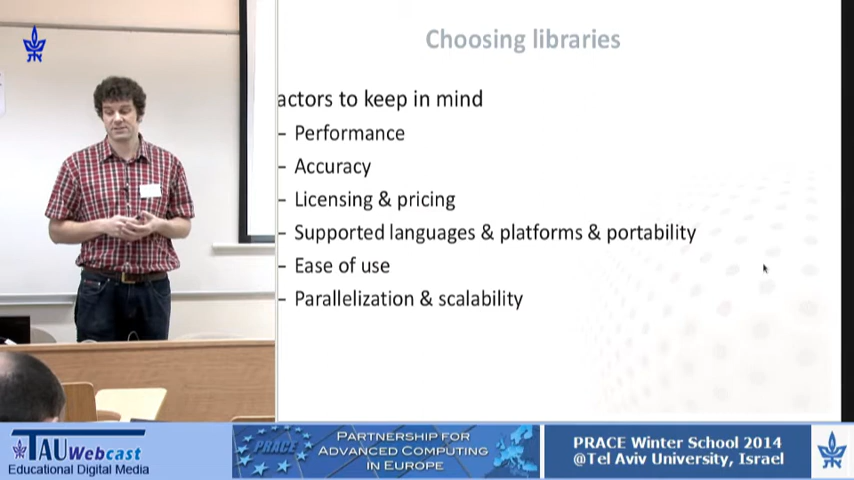 Choosing libraries
actors to keep in mind
– Performance
– Accuracy
– Licensing & pricing
– Supported languages & platforms & portability
– Ease of use
– Parallelization & scalability
TAU Webcast
Educational Digital Media
PRACE
PARTNERSHIP FOR
ADVANCED COMPUTING
IN EUROPE
PRACE Winter School 2014
@Tel Aviv University, Israel